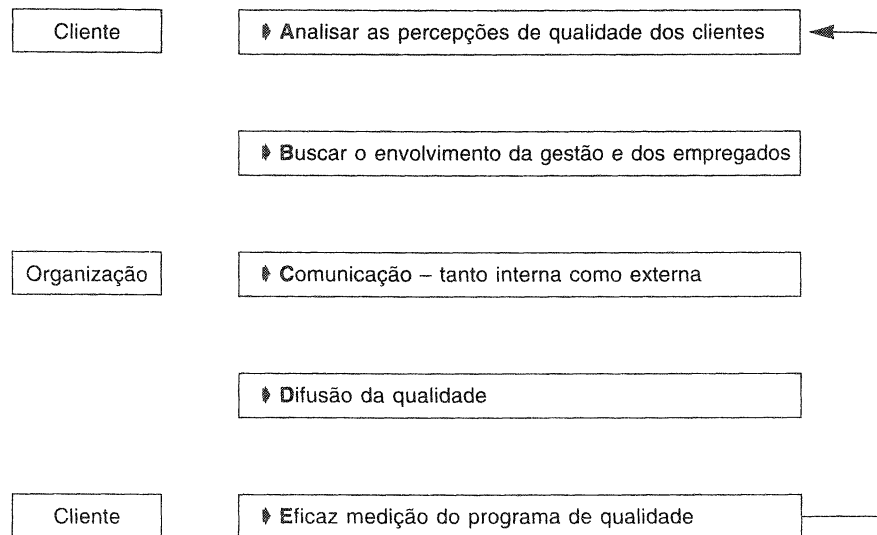 Cliente
Analisar as percepções de qualidade dos clientes
Buscar o envolvimento da gestão e dos empregados
Organização
Comunicação – tanto interna como externa
Difusão da qualidade
Cliente
Eficaz medição do programa de qualidade